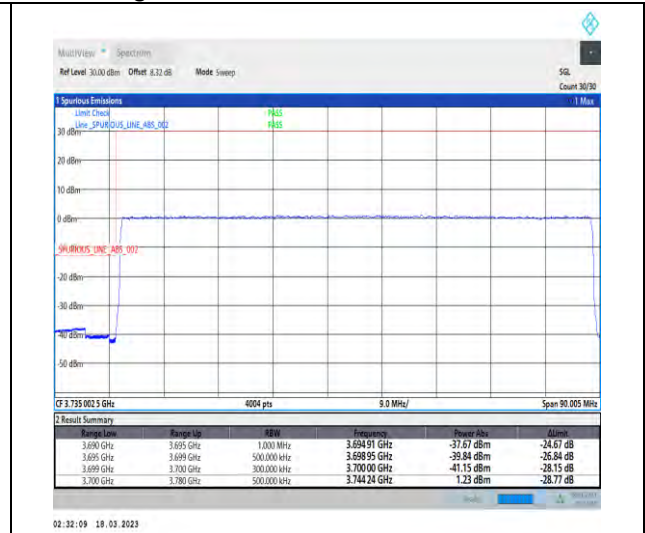 MultiView Spectrum
Ref Level 30.00 dBm Offset 8.32 dB Mode Sweep SGL
Count 30/30
1 Spurious Emissions 1 Max
Limit Check PASS
Line _SPURIOUS_LINE_ABS_002 PASS
30 dBm
20 dBm
10 dBm
0 dBm
_SPURIOUS_LINE_ABS_002
-20 dBm
-30 dBm
-40 dBm
-50 dBm
CF 3.735 002 5 GHz 4004 pts 9.0 MHz/ Span 90.005 MHz
2 Result Summary
Range Low Range Up RBW Frequency Power Abs ΔLimit
3.690 GHz 3.695 GHz 1.000 MHz 3.694 91 GHz -37.67 dBm -24.67 dB
3.695 GHz 3.699 GHz 500.000 kHz 3.698 95 GHz -39.84 dBm -26.84 dB
3.699 GHz 3.700 GHz 300.000 kHz 3.700 00 GHz -41.15 dBm -28.15 dB
3.700 GHz 3.780 GHz 500.000 kHz 3.744 24 GHz 1.23 dBm -28.77 dB
02:32:09 18.03.2023